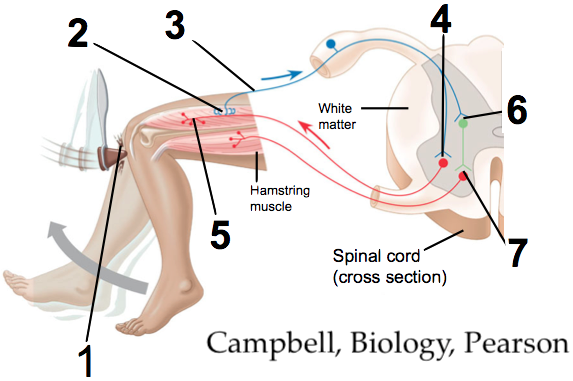 2
3
4
6
White
matter
Hamstring
muscle
5
7
Spinal cord
(cross section)
1
Campbell, Biology, Pearson